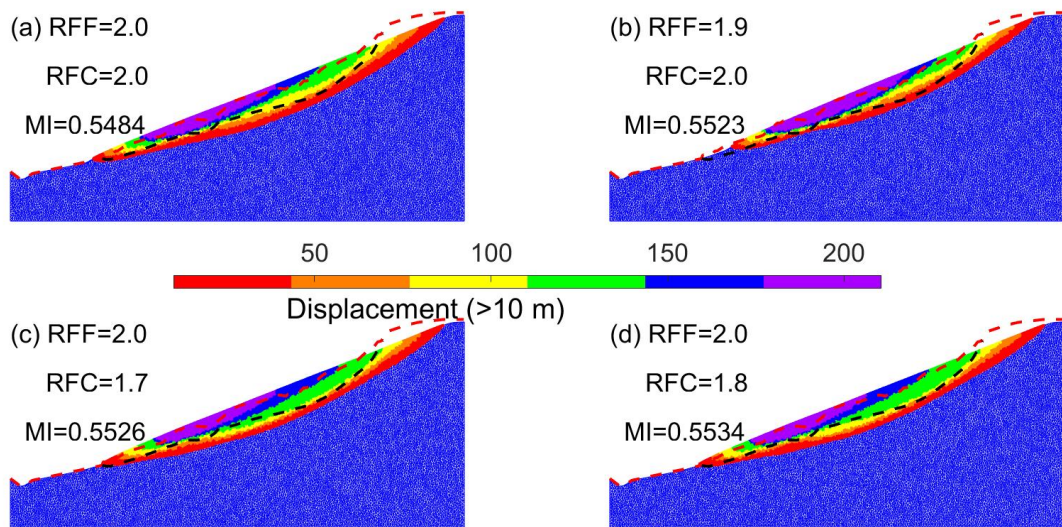 (a) RFF=2.0
RFC=2.0
MI=0.5484
(b) RFF=1.9
RFC=2.0
MI=0.5523
50 100 150 200
Displacement (>10 m)
(c) RFF=2.0
RFC=1.7
MI=0.5526
(d) RFF=2.0
RFC=1.8
MI=0.5534